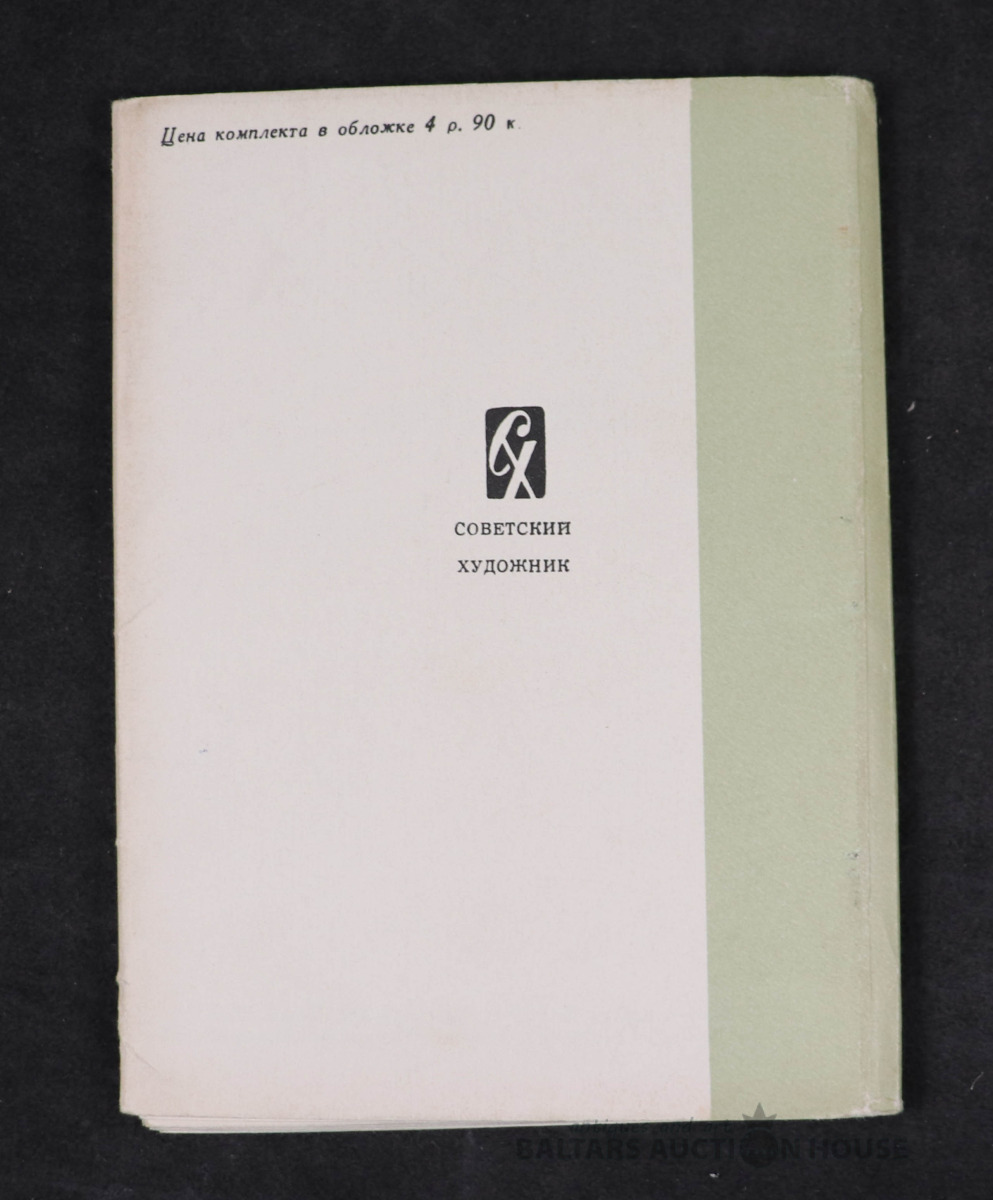 Цена комплекта в обложке 4 р. 90 к.
СХ
СОВЕТСКИЙ
ХУДОЖНИК
BALTARS AUCTION HOUSE